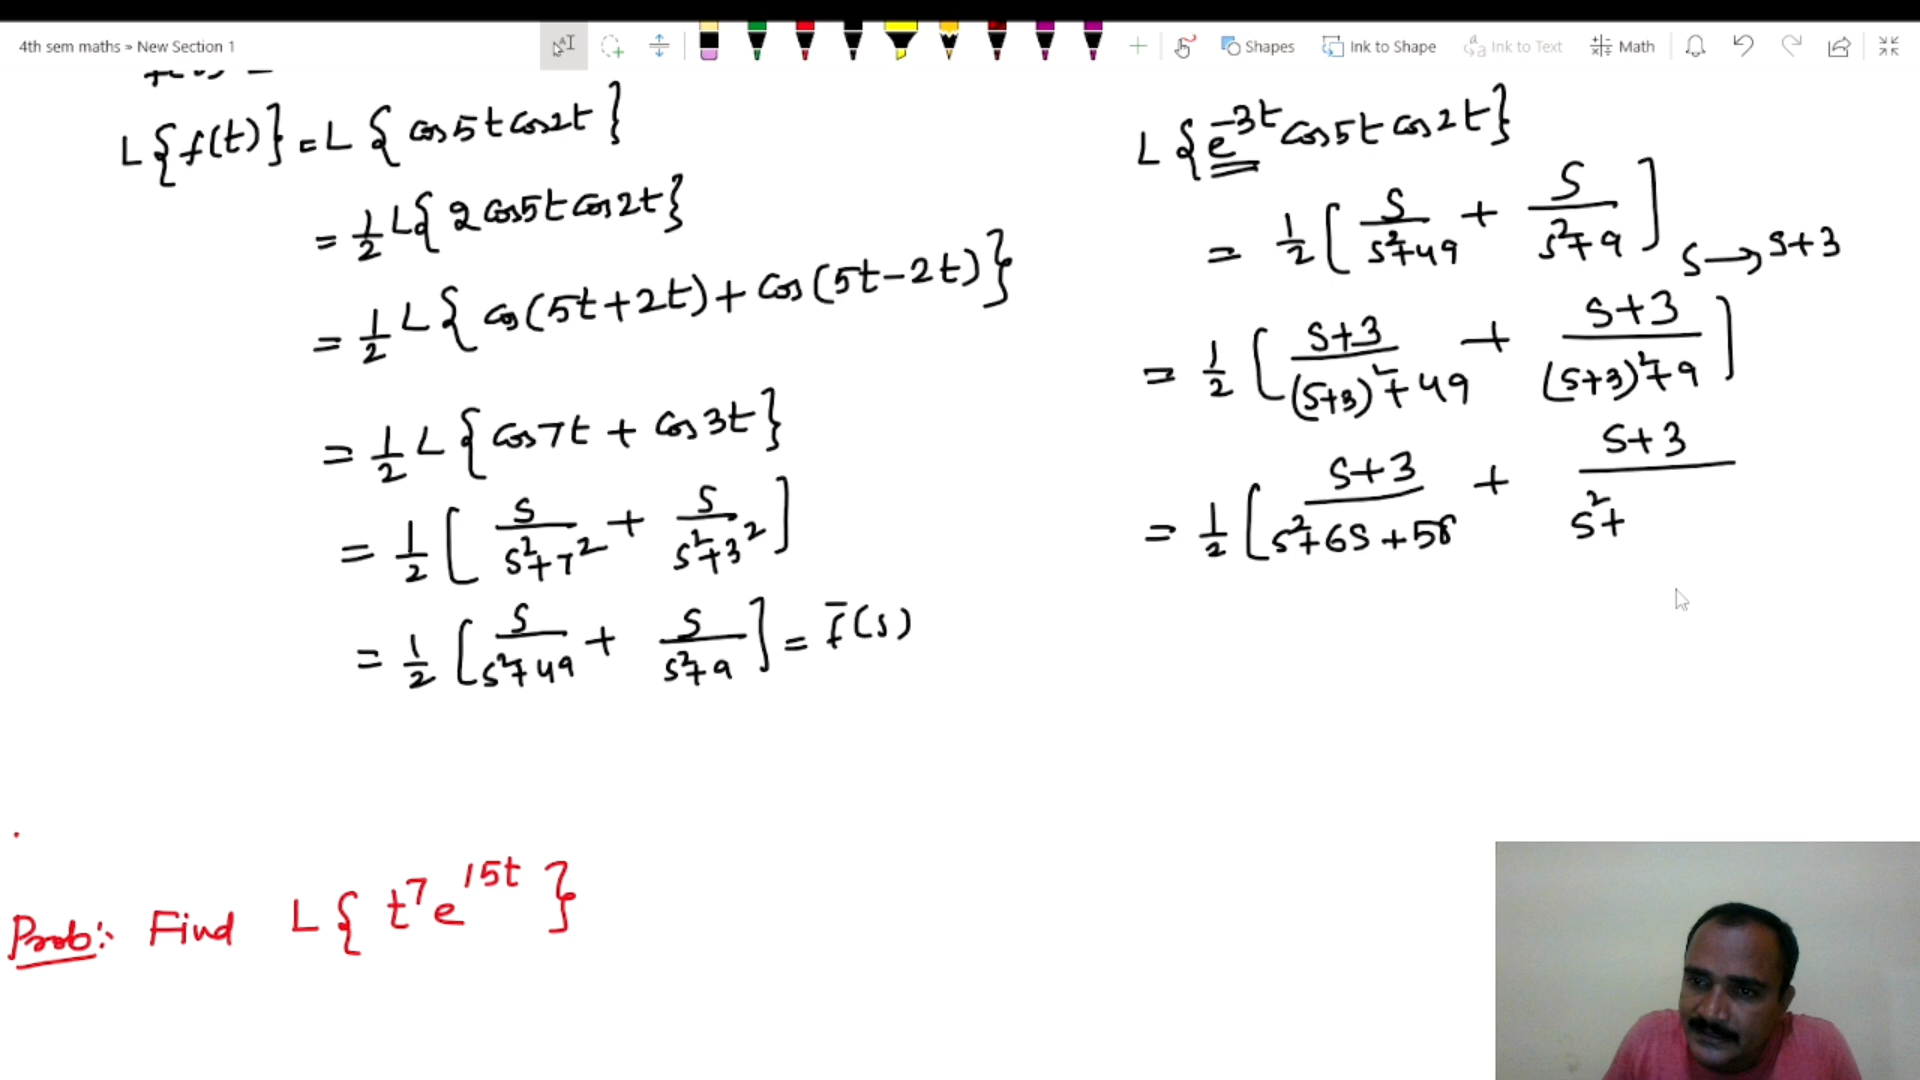 4th sem maths » New Section 1
Shapes
Ink to Shape
Ink to Text
Math
L{f(t)} = L{cos5t cos2t}
= 1/2 L{2 cos5t cos2t}
= 1/2 L{cos(5t+2t) + cos(5t-2t)}
= 1/2 L{cos7t + cos3t}
= 1/2 [s/(s²+7²) + s/(s²+3²)]
= 1/2 [s/(s²+49) + s/(s²+9)] = f̄(s)
L{e^-3t cos5t cos2t}
= 1/2 [s/(s²+49) + s/(s²+9)] s→s+3
= 1/2 [(s+3)/((s+3)²+49) + (s+3)/((s+3)²+9)]
= 1/2 [(s+3)/(s²+6s+58) + (s+3)/(s²+
Prob:- Find L{t⁷e^15t}